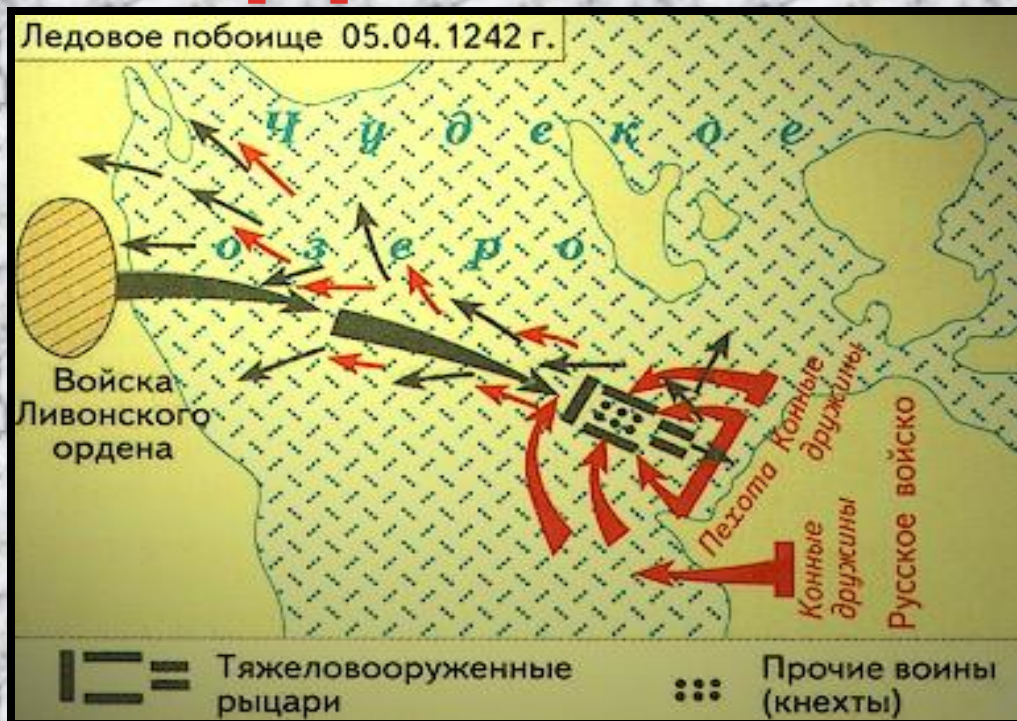 Ледовое побоище 05.04.1242 г.
Чудское
озеро
Войска
Ливонского
ордена
Конные
дружины
Пехота
Конные
дружины
Русское войско
Тяжеловооруженные
рыцари
Прочие воины
(кнехты)